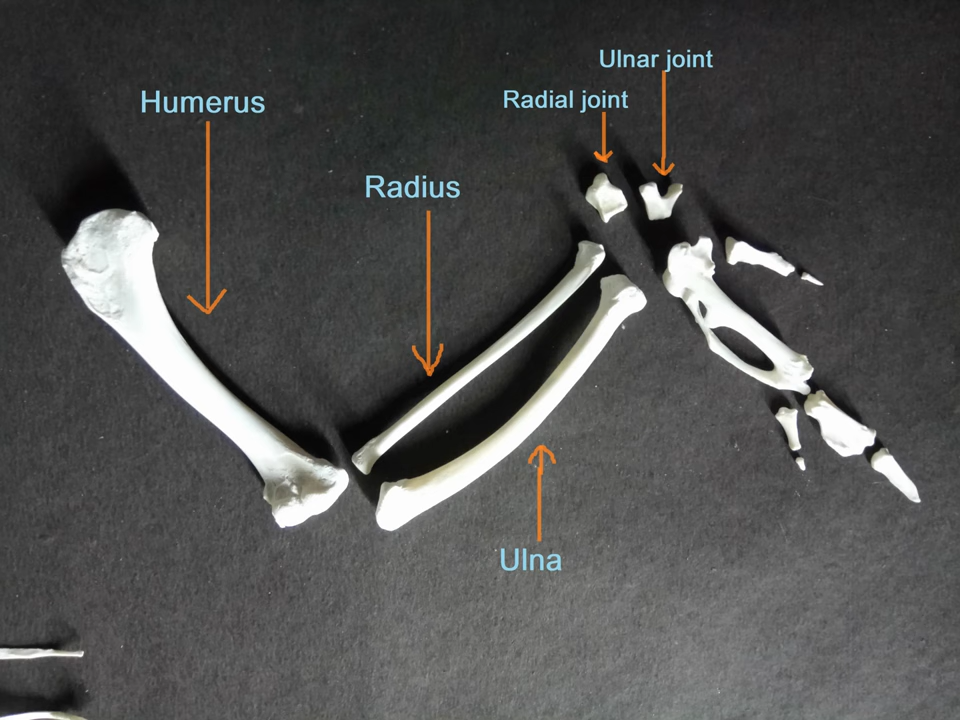 Ulnar joint
Radial joint
Humerus
Radius
Ulna